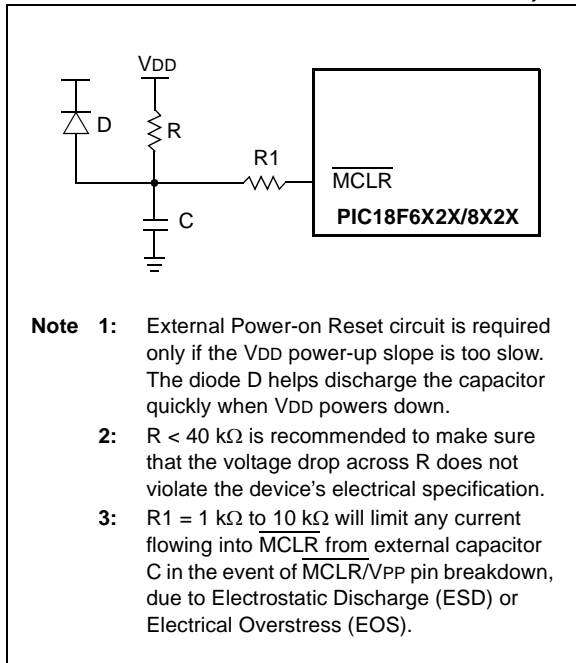 VDD
D
R
R1
MCLR
PIC18F6X2X/8X2X
C
Note 1: External Power-on Reset circuit is required
only if the VDD power-up slope is too slow.
The diode D helps discharge the capacitor
quickly when VDD powers down.
2: R < 40 kΩ is recommended to make sure
that the voltage drop across R does not
violate the device's electrical specification.
3: R1 = 1 kΩ to 10 kΩ will limit any current
flowing into MCLR from external capacitor
C in the event of MCLR/VPP pin breakdown,
due to Electrostatic Discharge (ESD) or
Electrical Overstress (EOS).